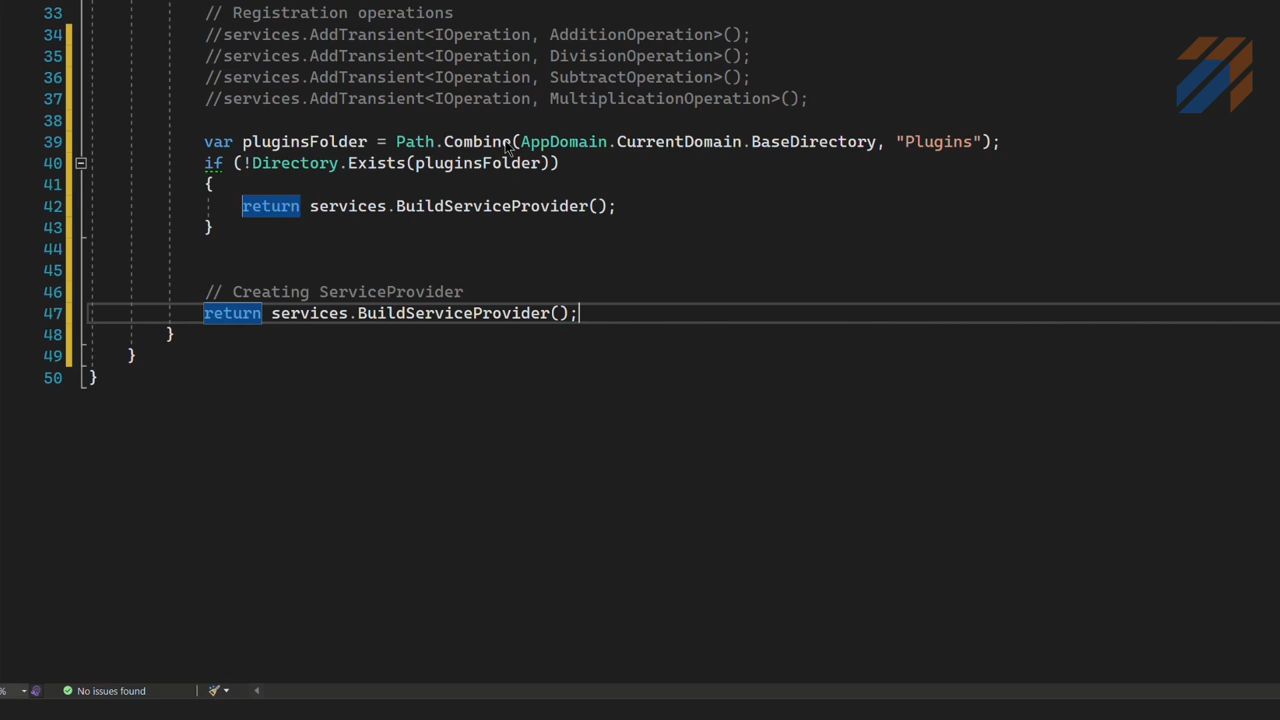 33 // Registration operations
34 //services.AddTransient<IOperation, AdditionOperation>();
35 //services.AddTransient<IOperation, DivisionOperation>();
36 //services.AddTransient<IOperation, SubtractOperation>();
37 //services.AddTransient<IOperation, MultiplicationOperation>();
38
39 var pluginsFolder = Path.Combine(AppDomain.CurrentDomain.BaseDirectory, "Plugins");
40 if (!Directory.Exists(pluginsFolder))
41 {
42 return services.BuildServiceProvider();
43 }
44
45
46 // Creating ServiceProvider
47 return services.BuildServiceProvider();
48 }
49 }
50 }
% No issues found